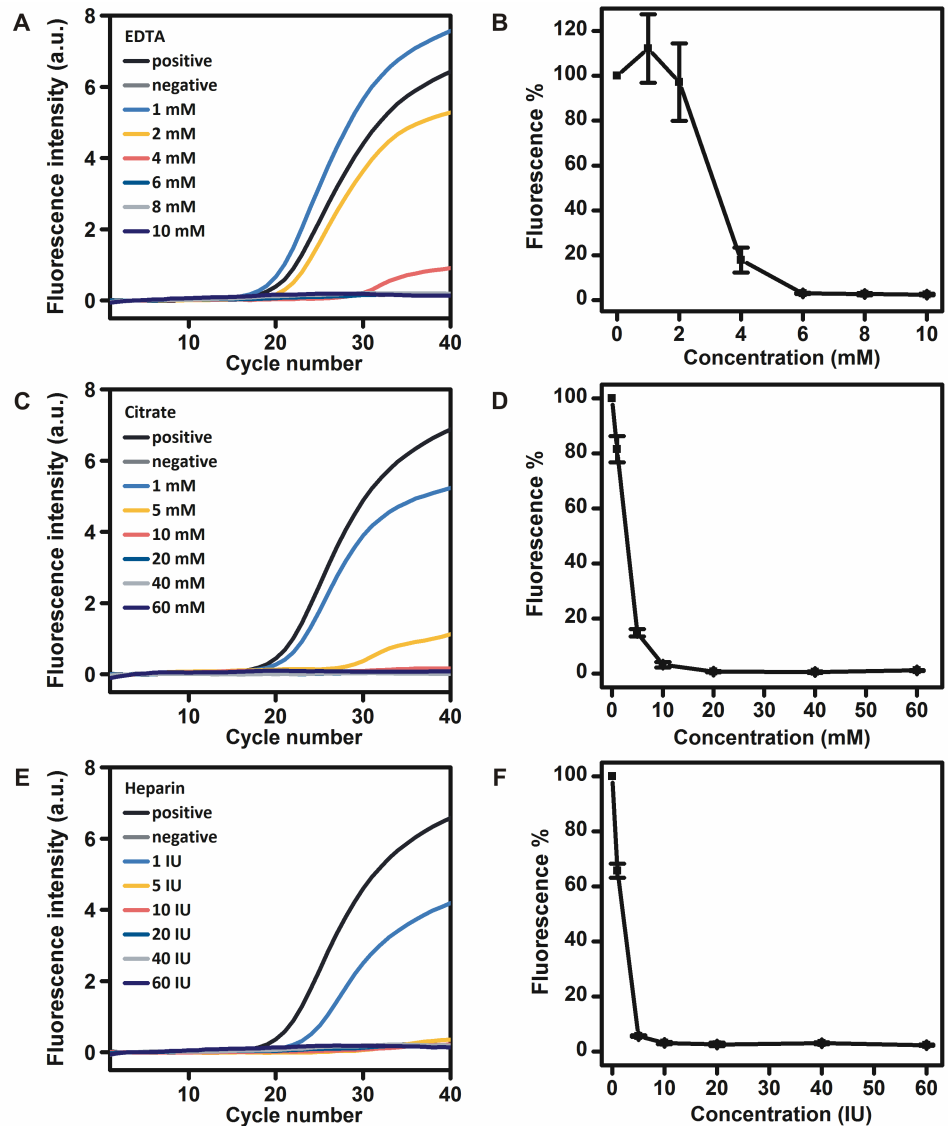 A
Fluorescence intensity (a.u.)
8
6
4
2
0
EDTA
positive
negative
1 mM
2 mM
4 mM
6 mM
8 mM
10 mM
10 20 30 40
Cycle number
B
Fluorescence %
120
100
80
60
40
20
0
0 2 4 6 8 10
Concentration (mM)
C
Fluorescence intensity (a.u.)
8
6
4
2
0
Citrate
positive
negative
1 mM
5 mM
10 mM
20 mM
40 mM
60 mM
10 20 30 40
Cycle number
D
Fluorescence %
100
80
60
40
20
0
0 10 20 30 40 50 60
Concentration (mM)
E
Fluorescence intensity (a.u.)
8
6
4
2
0
Heparin
positive
negative
1 IU
5 IU
10 IU
20 IU
40 IU
60 IU
10 20 30 40
Cycle number
F
Fluorescence %
100
80
60
40
20
0
0 10 20 30 40 50 60
Concentration (IU)